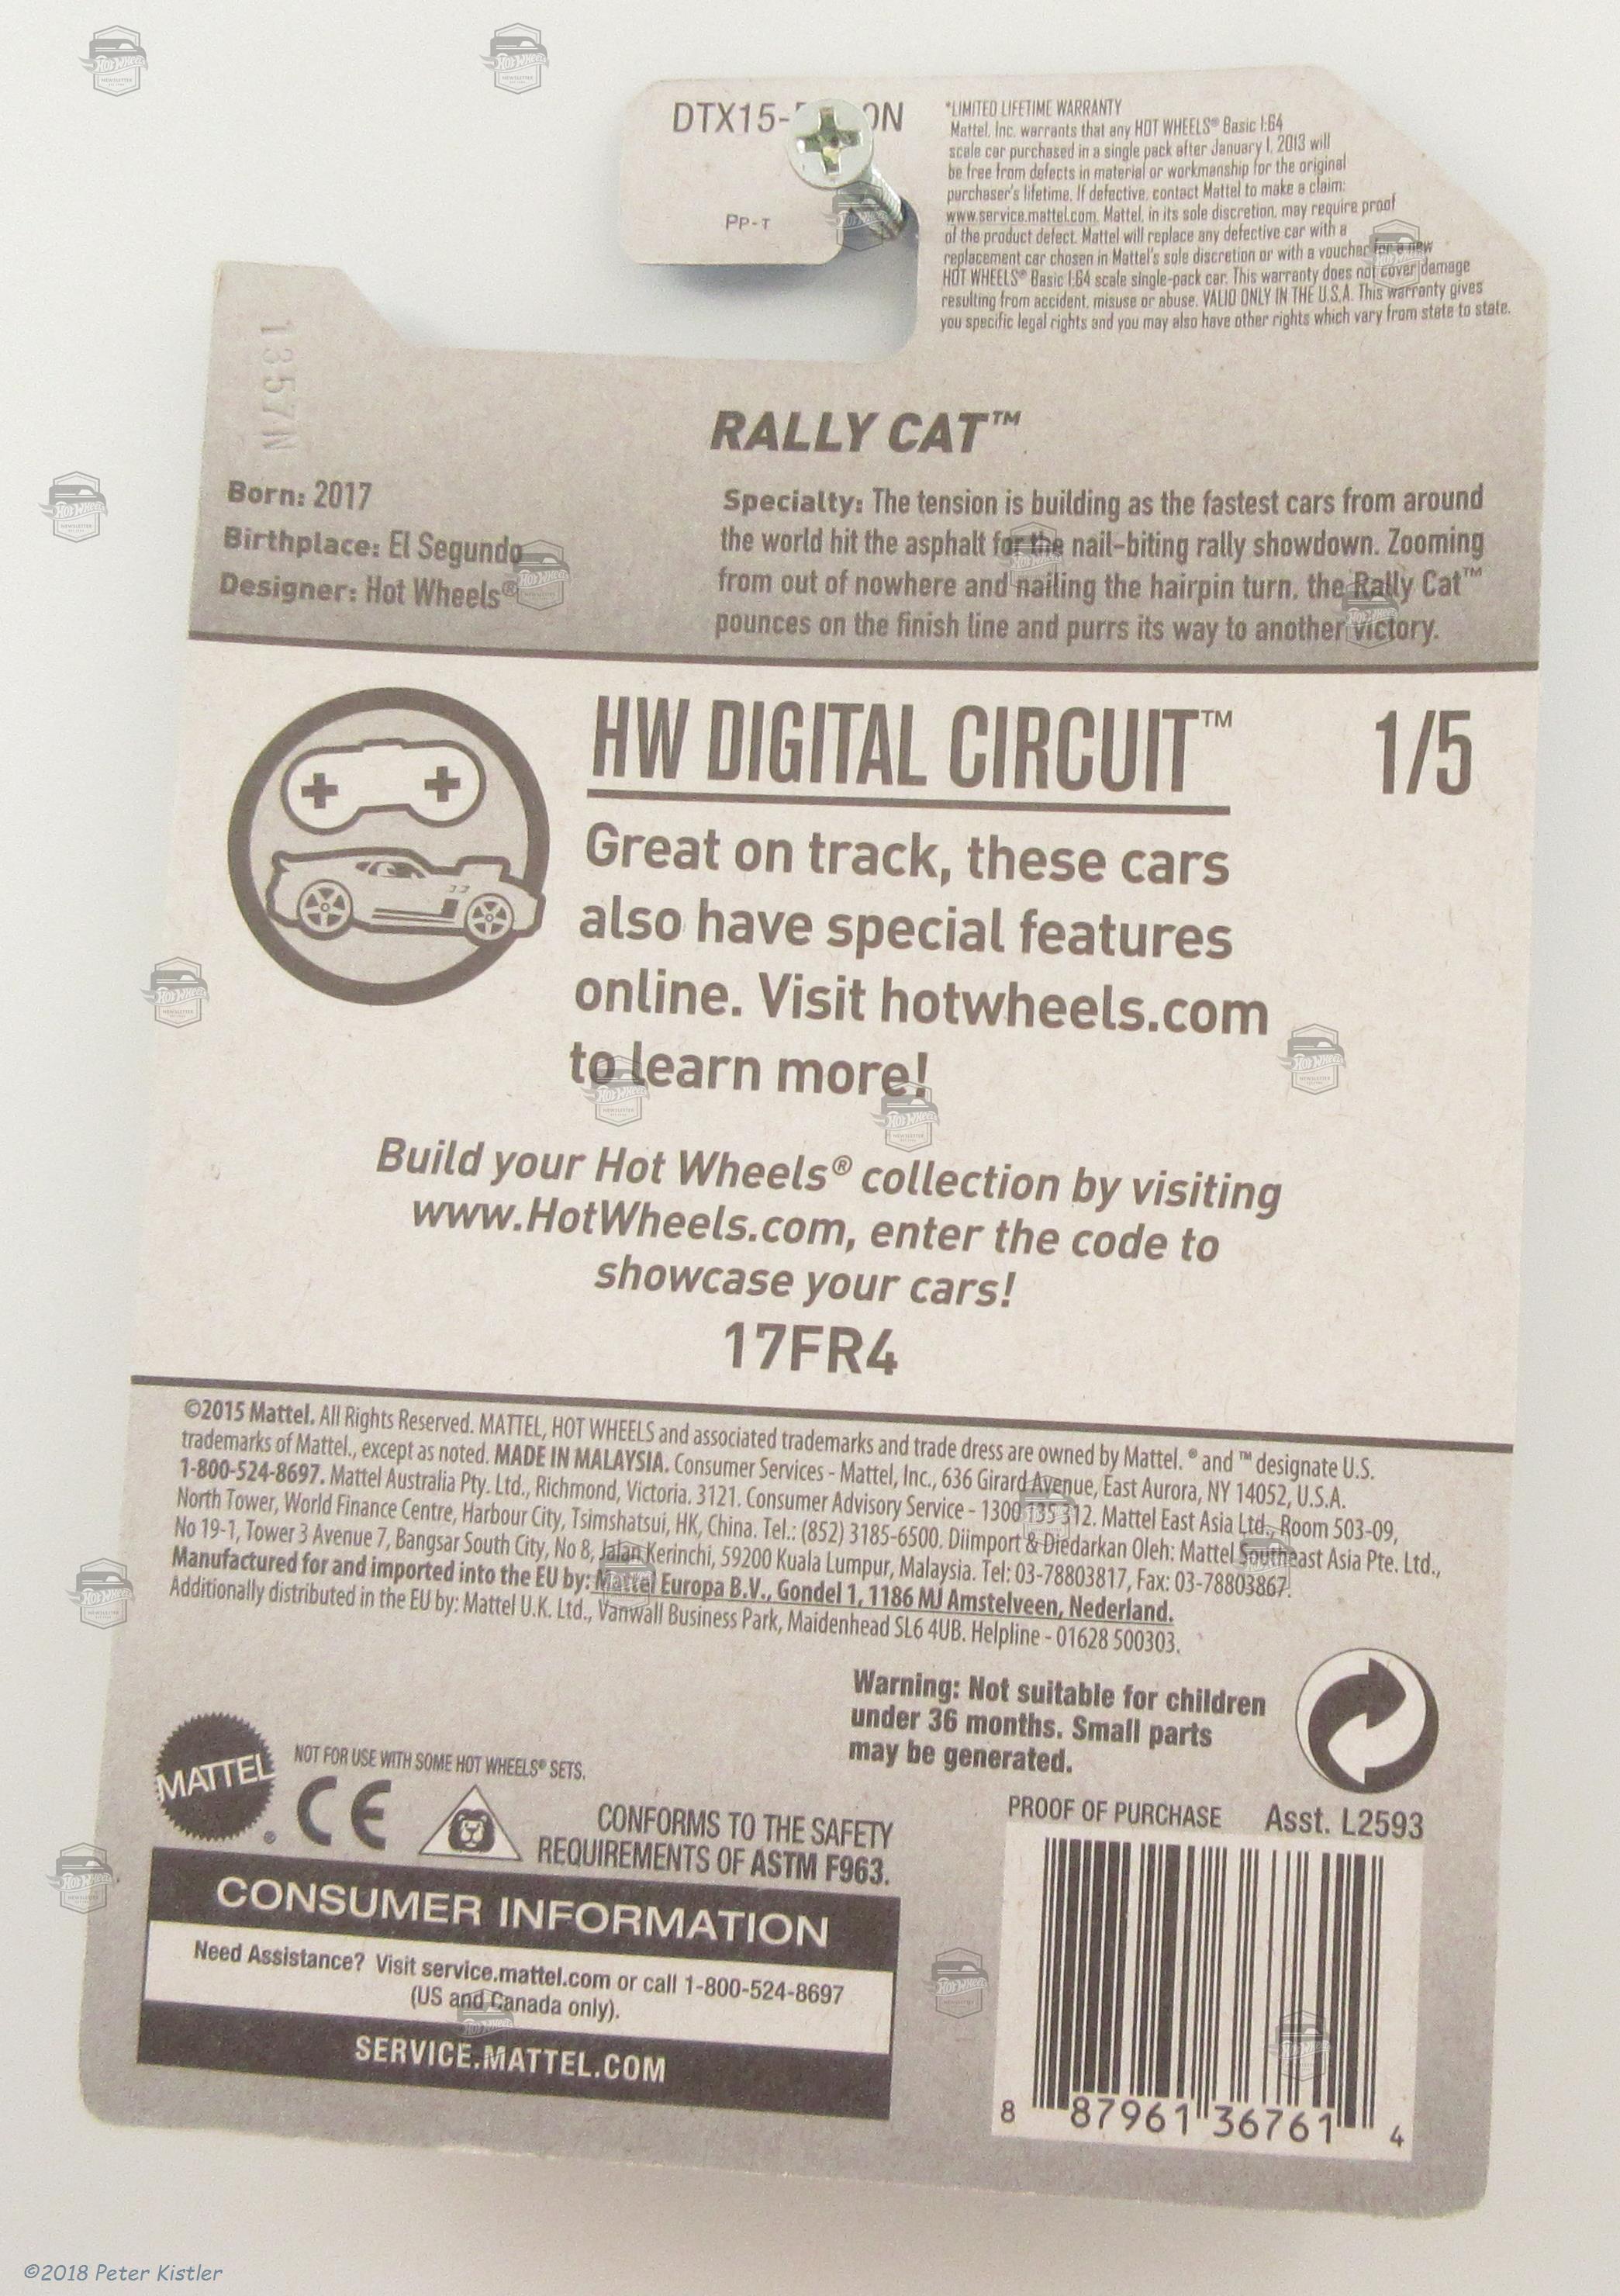 DTX15-
Pp-T
*LIMITED LIFETIME WARRANTY
Mattel, Inc. warrants that any HOT WHEELS® Basic 1:64
scale car purchased in a single pack after January 1, 2013 will
be free from defects in material or workmanship for the original
purchaser's lifetime. If defective, contact Mattel to make a claim:
www.service.mattel.com. Mattel, in its sole discretion, may require proof
of the product defect. Mattel will replace any defective car with a
replacement car chosen in Mattel's sole discretion or with a voucher for a new
HOT WHEELS® Basic 1:64 scale single-pack car. This warranty does not cover damage
resulting from accident, misuse or abuse. VALID ONLY IN THE U.S.A. This warranty gives
you specific legal rights and you may also have other rights which vary from state to state.
1357N
RALLY CAT™
Born: 2017
Birthplace: El Segundo
Designer: Hot Wheels®
Specialty: The tension is building as the fastest cars from around
the world hit the asphalt for the nail-biting rally showdown. Zooming
from out of nowhere and nailing the hairpin turn, the Rally Cat™
pounces on the finish line and purrs its way to another victory.
HW DIGITAL CIRCUIT™ 1/5
Great on track, these cars
also have special features
online. Visit hotwheels.com
to learn more!
Build your Hot Wheels® collection by visiting
www.HotWheels.com, enter the code to
showcase your cars!
17FR4
©2015 Mattel. All Rights Reserved. MATTEL, HOT WHEELS and associated trademarks and trade dress are owned by Mattel. ® and ™ designate U.S.
trademarks of Mattel., except as noted. MADE IN MALAYSIA. Consumer Services - Mattel, Inc., 636 Girard Avenue, East Aurora, NY 14052, U.S.A.
1-800-524-8697. Mattel Australia Pty. Ltd., Richmond, Victoria. 3121. Consumer Advisory Service - 1300 135 312. Mattel East Asia Ltd., Room 503-09,
North Tower, World Finance Centre, Harbour City, Tsimshatsui, HK, China. Tel.: (852) 3185-6500. Diimport & Diedarkan Oleh: Mattel Southeast Asia Pte. Ltd.,
No 19-1, Tower 3 Avenue 7, Bangsar South City, No 8, Jalan Kerinchi, 59200 Kuala Lumpur, Malaysia. Tel: 03-78803817, Fax: 03-78803867.
Manufactured for and imported into the EU by: Mattel Europa B.V., Gondel 1, 1186 MJ Amstelveen, Nederland.
Additionally distributed in the EU by: Mattel U.K. Ltd., Vanwall Business Park, Maidenhead SL6 4UB. Helpline - 01628 500303.
Warning: Not suitable for children
under 36 months. Small parts
may be generated.
MATTEL®
NOT FOR USE WITH SOME HOT WHEELS® SETS.
CE
CONFORMS TO THE SAFETY
REQUIREMENTS OF ASTM F963.
PROOF OF PURCHASE Asst. L2593
CONSUMER INFORMATION
Need Assistance? Visit service.mattel.com or call 1-800-524-8697
(US and Canada only).
SERVICE.MATTEL.COM
8 87961 36761 4
©2018 Peter Kistler